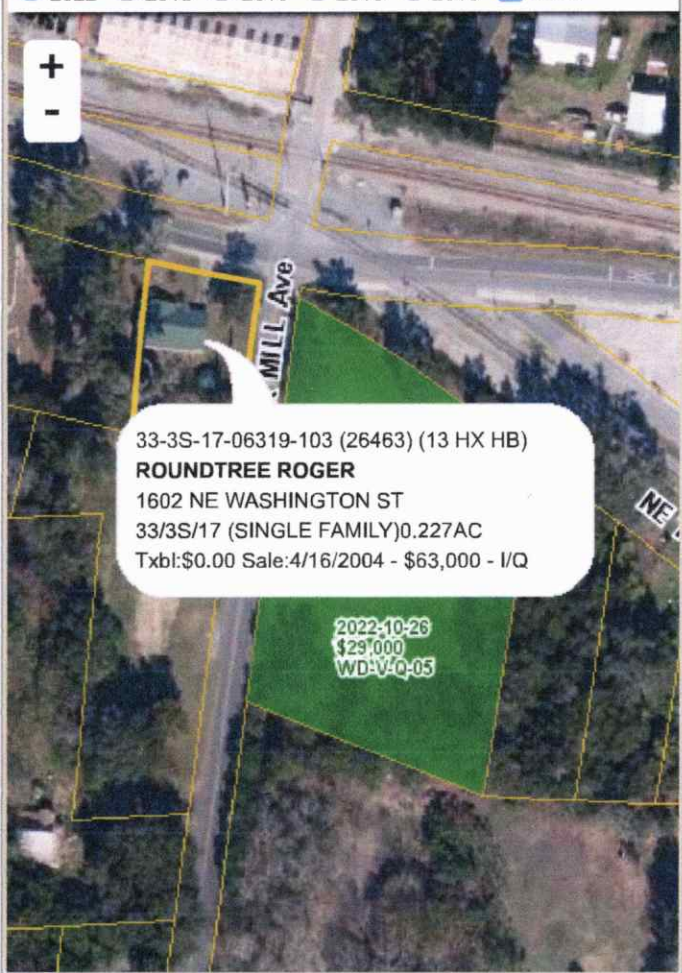 +
-
MILL Ave
33-3S-17-06319-103 (26463) (13 HX HB)
ROUNDTREE ROGER
1602 NE WASHINGTON ST
33/3S/17 (SINGLE FAMILY)0.227AC
Txbl:$0.00 Sale:4/16/2004 - $63,000 - I/Q
NE
2022-10-26
$29,000
WD-V-Q-05